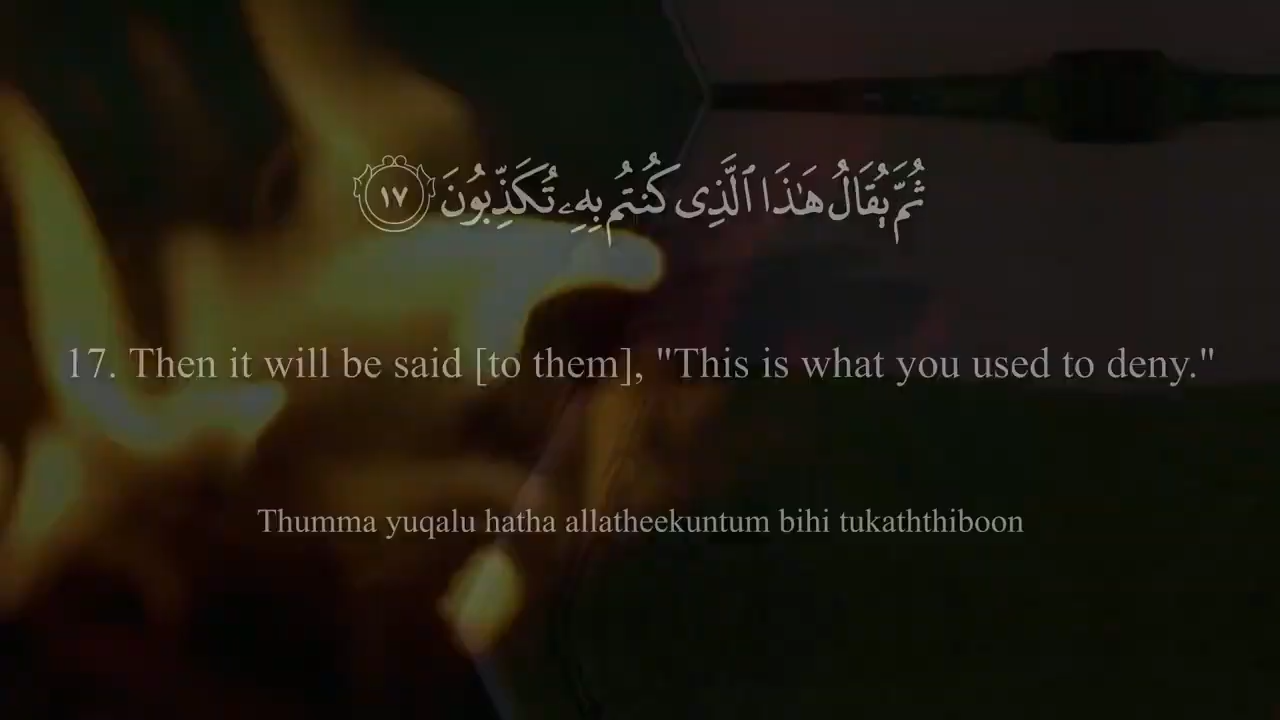 ثُمَّ يُقَالُ هَٰذَا ٱلَّذِى كُنتُم بِهِۦ تُكَذِّبُونَ ١٧
17. Then it will be said [to them], "This is what you used to deny."
Thumma yuqalu hatha allatheekuntum bihi tukaththiboon